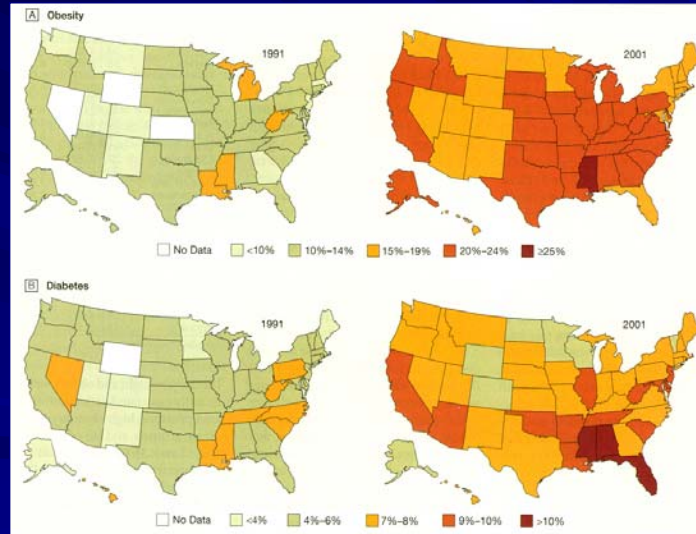 A Obesity
1991
2001
No Data <10% 10%–14% 15%–19% 20%–24% ≥25%
B Diabetes
1991
2001
No Data <4% 4%–6% 7%–8% 9%–10% >10%